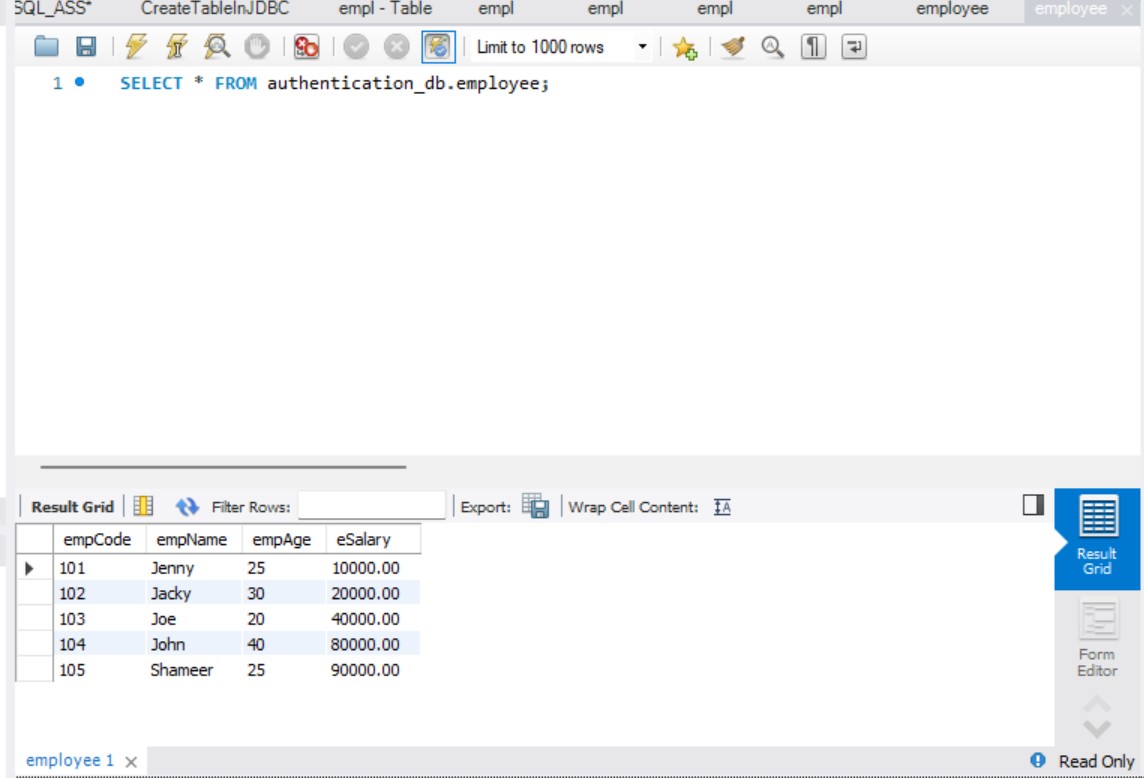 SQL_ASS* CreateTableInJDBC empl - Table empl empl empl empl employee employee
Limit to 1000 rows
1 SELECT * FROM authentication_db.employee;
Result Grid Filter Rows: Export: Wrap Cell Content:
empCode empName empAge eSalary
101 Jenny 25 10000.00
102 Jacky 30 20000.00
103 Joe 20 40000.00
104 John 40 80000.00
105 Shameer 25 90000.00
Result
Grid
Form
Editor
employee 1
Read Only